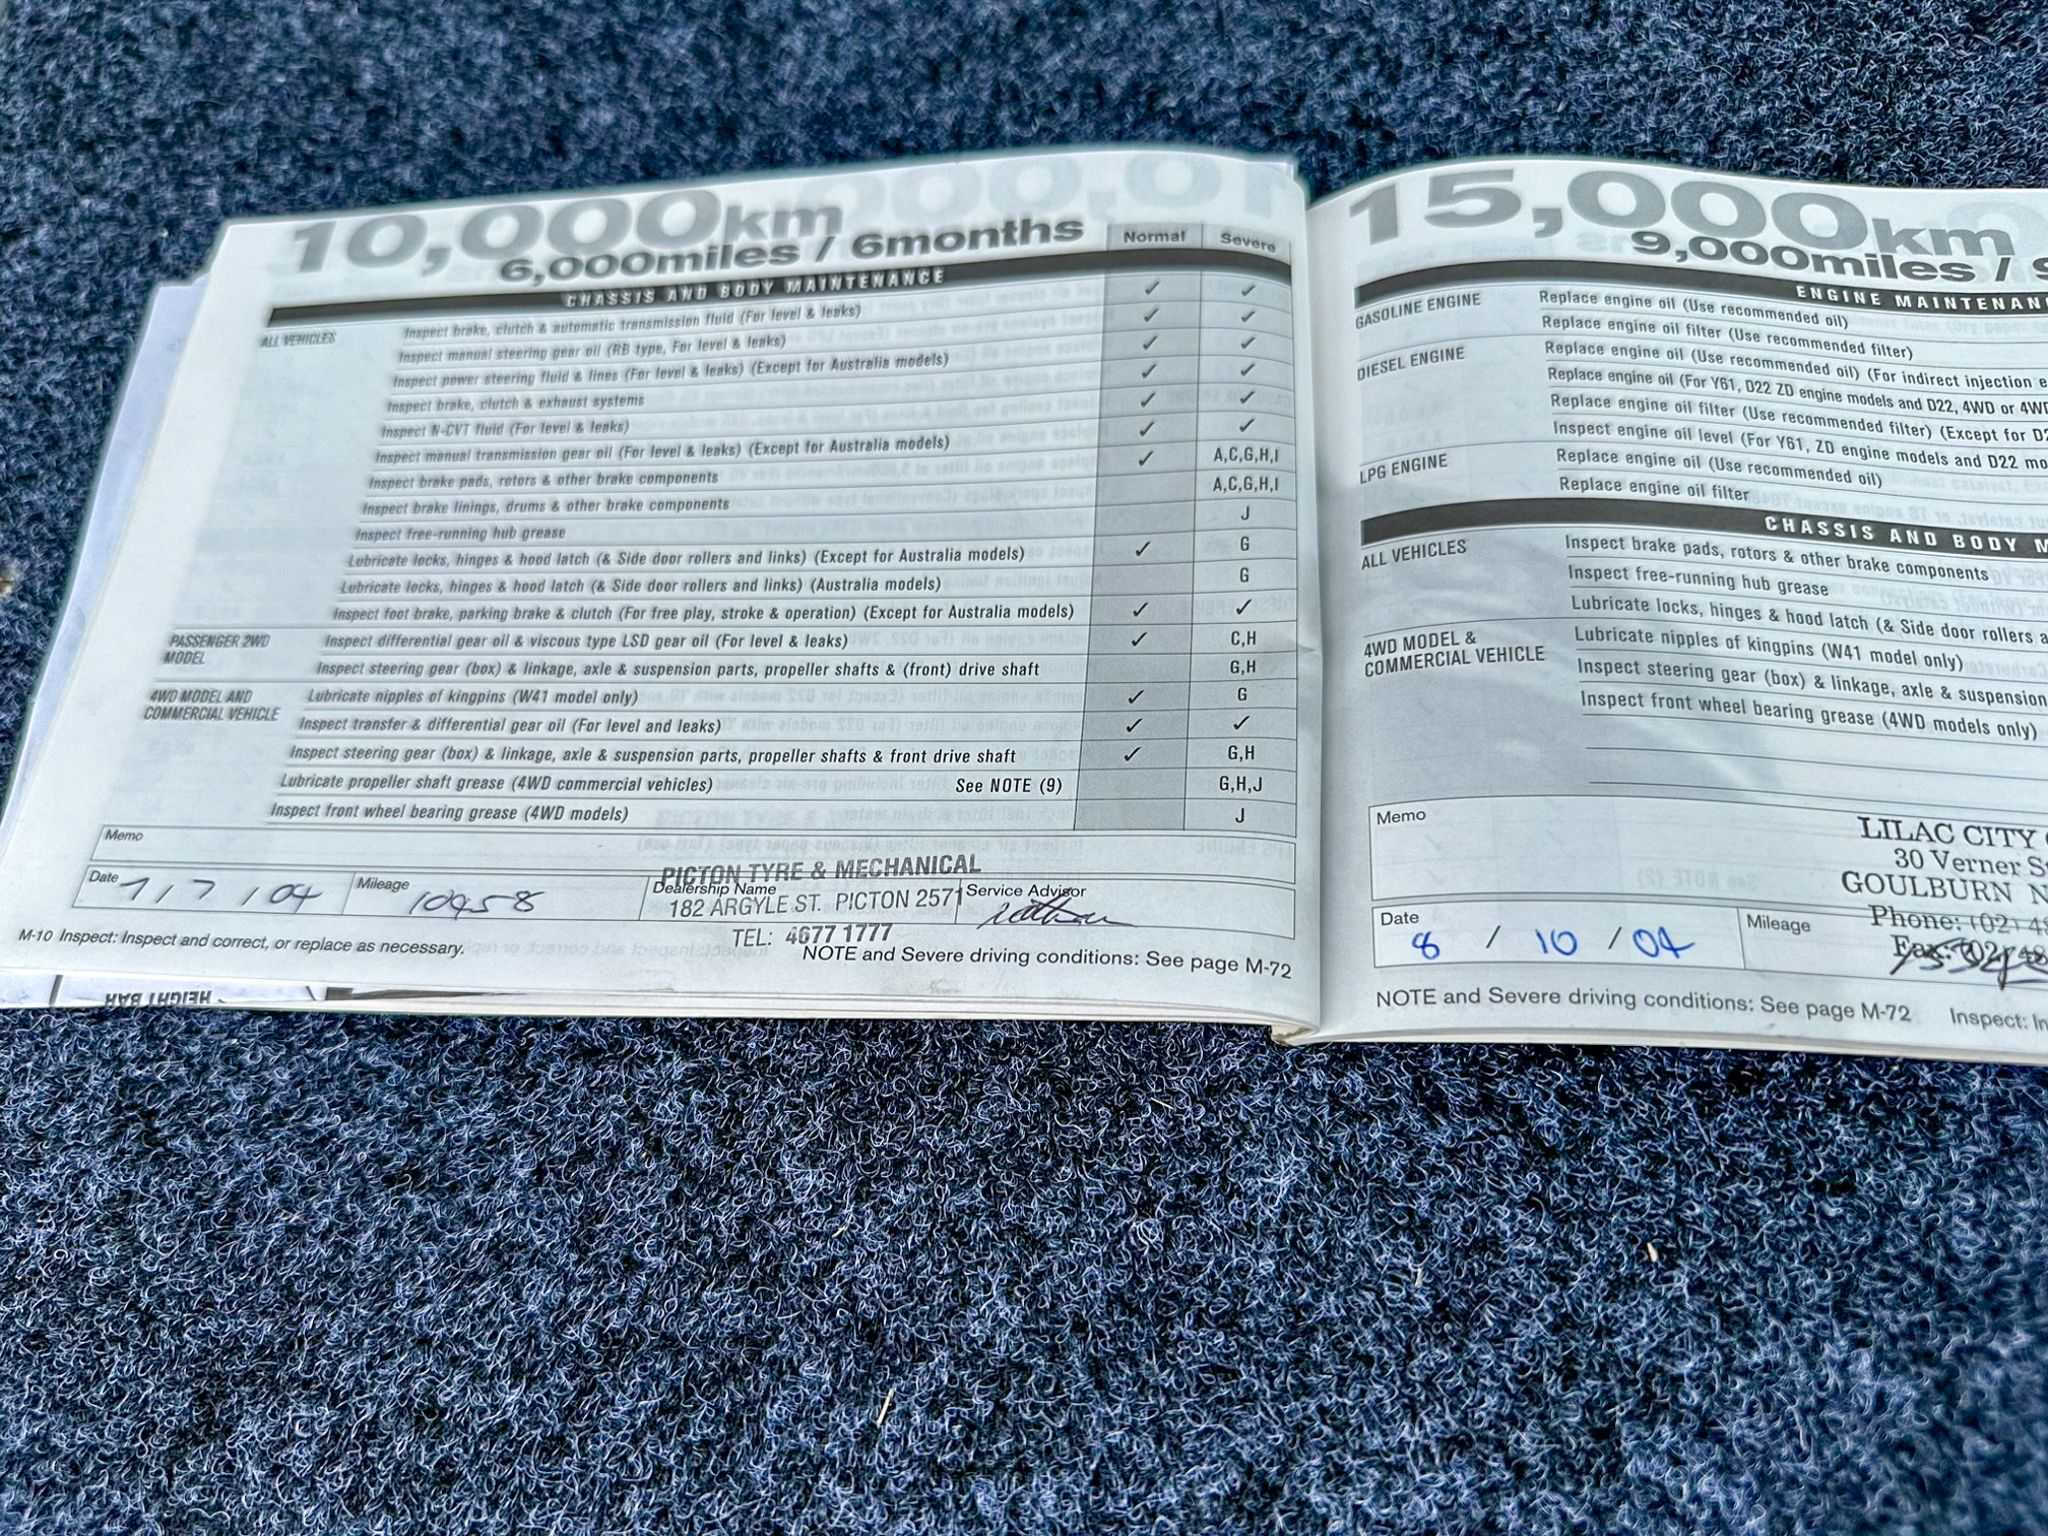 10,000km
6,000miles / 6months
Normal Severe
CHASSIS AND BODY MAINTENANCE
ALL VEHICLES Inspect brake, clutch & automatic transmission fluid (For level & leaks) ✓ ✓
Inspect manual steering gear oil (RB type, For level & leaks) ✓ ✓
Inspect power steering fluid & lines (For level & leaks) (Except for Australia models) ✓ ✓
Inspect brake, clutch & exhaust systems ✓ ✓
Inspect N-CVT fluid (For level & leaks) ✓ ✓
Inspect manual transmission gear oil (For level & leaks) (Except for Australia models) ✓ ✓
Inspect brake pads, rotors & other brake components ✓ A,C,G,H,I
Inspect brake linings, drums & other brake components A,C,G,H,I
Inspect free-running hub grease J
Lubricate locks, hinges & hood latch (& Side door rollers and links) (Except for Australia models) ✓ G
Lubricate locks, hinges & hood latch (& Side door rollers and links) (Australia models) G
Inspect foot brake, parking brake & clutch (For free play, stroke & operation) (Except for Australia models) ✓ ✓
PASSENGER 2WD MODEL Inspect differential gear oil & viscous type LSD gear oil (For level & leaks) ✓ C,H
Inspect steering gear (box) & linkage, axle & suspension parts, propeller shafts & (front) drive shaft G,H
4WD MODEL AND COMMERCIAL VEHICLE Lubricate nipples of kingpins (W41 model only) ✓ G
Inspect transfer & differential gear oil (For level and leaks) ✓ ✓
Inspect steering gear (box) & linkage, axle & suspension parts, propeller shafts & front drive shaft ✓ G,H
Lubricate propeller shaft grease (4WD commercial vehicles) See NOTE (9) G,H,J
Inspect front wheel bearing grease (4WD models) J
Memo
PICTON TYRE & MECHANICAL
Date 7/7/04 Mileage 10958 Dealership Name Service Advisor
182 ARGYLE ST. PICTON 2571
TEL: 4677 1777
M-10 Inspect: Inspect and correct, or replace as necessary.
NOTE and Severe driving conditions: See page M-72
HEIGHT BAR
15,000km
9,000miles /
ENGINE MAINTENAN
GASOLINE ENGINE Replace engine oil (Use recommended oil)
Replace engine oil filter (Use recommended filter)
DIESEL ENGINE Replace engine oil (Use recommended oil) (For indirect injection e
Replace engine oil (For Y61, D22 ZD engine models and D22, 4WD or 4WD
Replace engine oil filter (Use recommended filter) (Except for D2
Inspect engine oil level (For Y61, ZD engine models and D22 mo
LPG ENGINE Replace engine oil (Use recommended oil)
Replace engine oil filter
CHASSIS AND BODY M
ALL VEHICLES Inspect brake pads, rotors & other brake components
Inspect free-running hub grease
Lubricate locks, hinges & hood latch (& Side door rollers a
4WD MODEL & COMMERCIAL VEHICLE Lubricate nipples of kingpins (W41 model only)
Inspect steering gear (box) & linkage, axle & suspension
Inspect front wheel bearing grease (4WD models only)
Memo
LILAC CITY
30 Verner S
GOULBURN N
Phone: (02) 48
Fax: (02) 48
Date 8 / 10 / 04 Mileage
NOTE and Severe driving conditions: See page M-72 Inspect: In